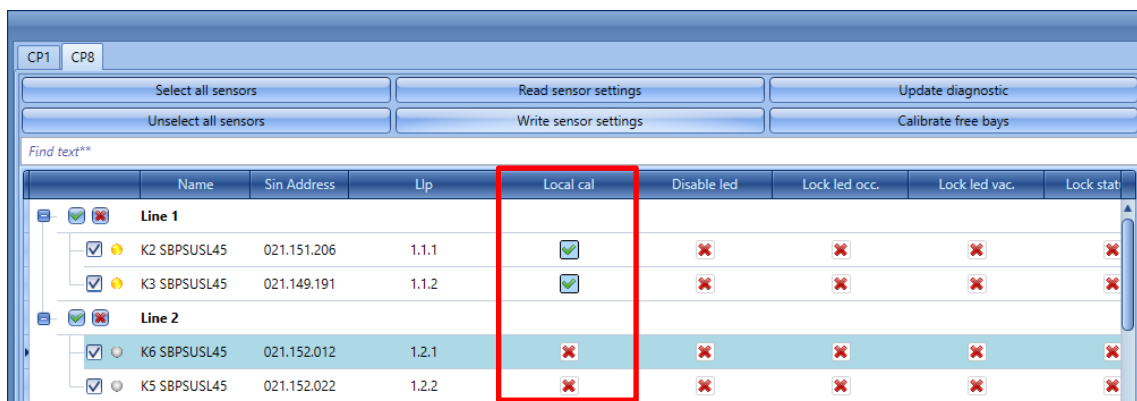 CP1 CP8
Select all sensors Read sensor settings Update diagnostic
Unselect all sensors Write sensor settings Calibrate free bays
Find text**
Name Sin Address Llp Local cal Disable led Lock led occ. Lock led vac. Lock stat
Line 1
K2 SBPSUSL45 021.151.206 1.1.1
K3 SBPSUSL45 021.149.191 1.1.2
Line 2
K6 SBPSUSL45 021.152.012 1.2.1
K5 SBPSUSL45 021.152.022 1.2.2